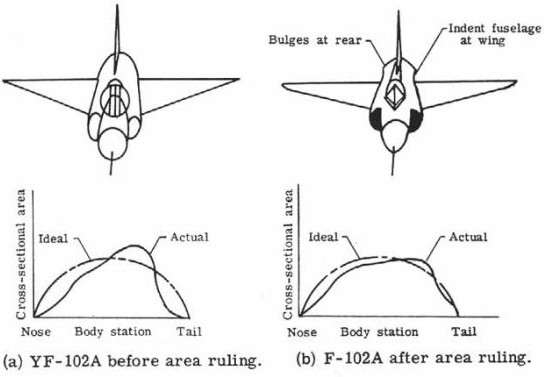 Bulges at rear
Indent fuselage
at wing
(a)
(b)
Cross-sectional area
Ideal
Actual
Nose
Body station
Tail
Cross-sectional area
Ideal
Actual
Nose
Body station
Tail
(a) YF-102A before area ruling.
(b) F-102A after area ruling.